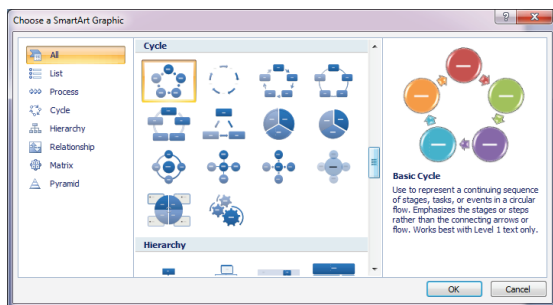 Choose a SmartArt Graphic
All
List
Process
Cycle
Hierarchy
Relationship
Matrix
Pyramid
Cycle
Hierarchy
Basic Cycle
Use to represent a continuing sequence
of stages, tasks, or events in a circular
flow. Emphasizes the stages or steps
rather than the connecting arrows or
flow. Works best with Level 1 text only.
OK
Cancel